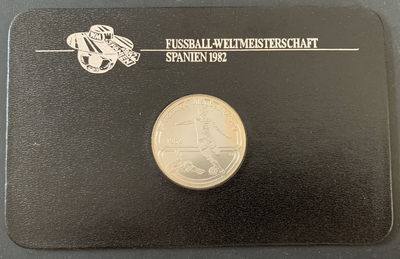 FUSSBALL-WELTMEISTERSCHAFT
SPANIEN 1982